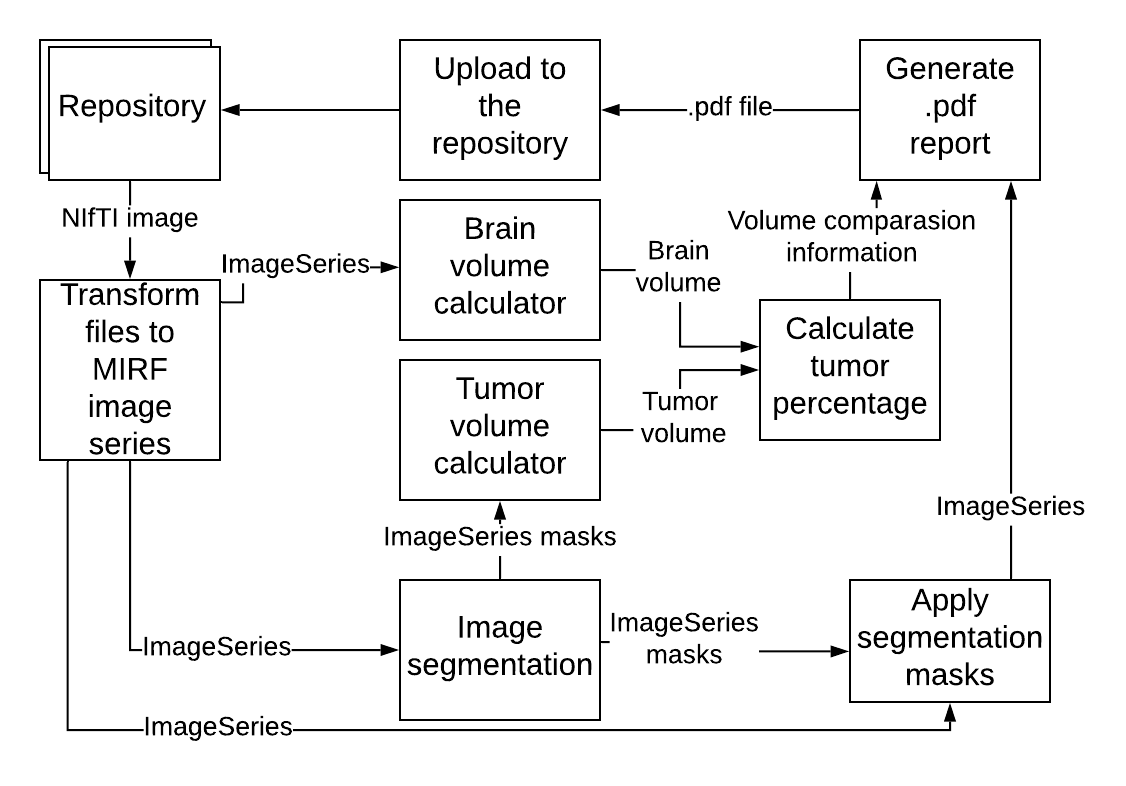 Repository
Upload to
the
repository
.pdf file
Generate
.pdf
report
NIfTI image
ImageSeries
Brain
volume
calculator
Brain
volume
Volume comparasion
information
Transform
files to
MIRF
image
series
Tumor
volume
calculator
Tumor
volume
Calculate
tumor
percentage
ImageSeries masks
ImageSeries
ImageSeries
Image
segmentation
ImageSeries
masks
Apply
segmentation
masks
ImageSeries